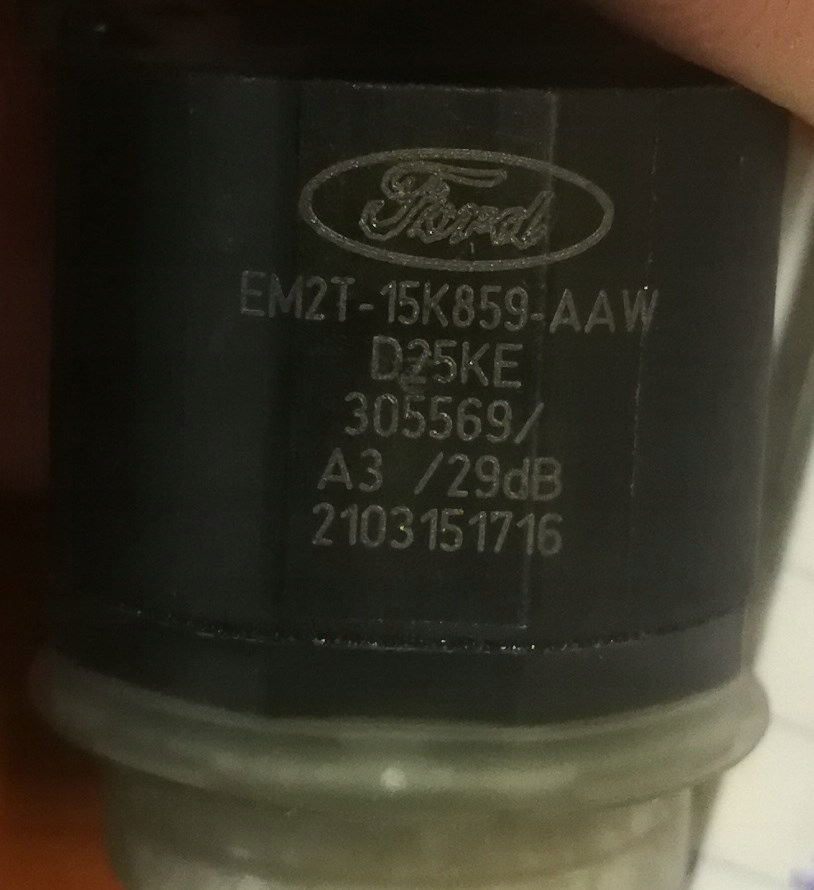 Ford
EM2T-15K859-AAW
D25KE
305569/
A3 /29dB
2103151716